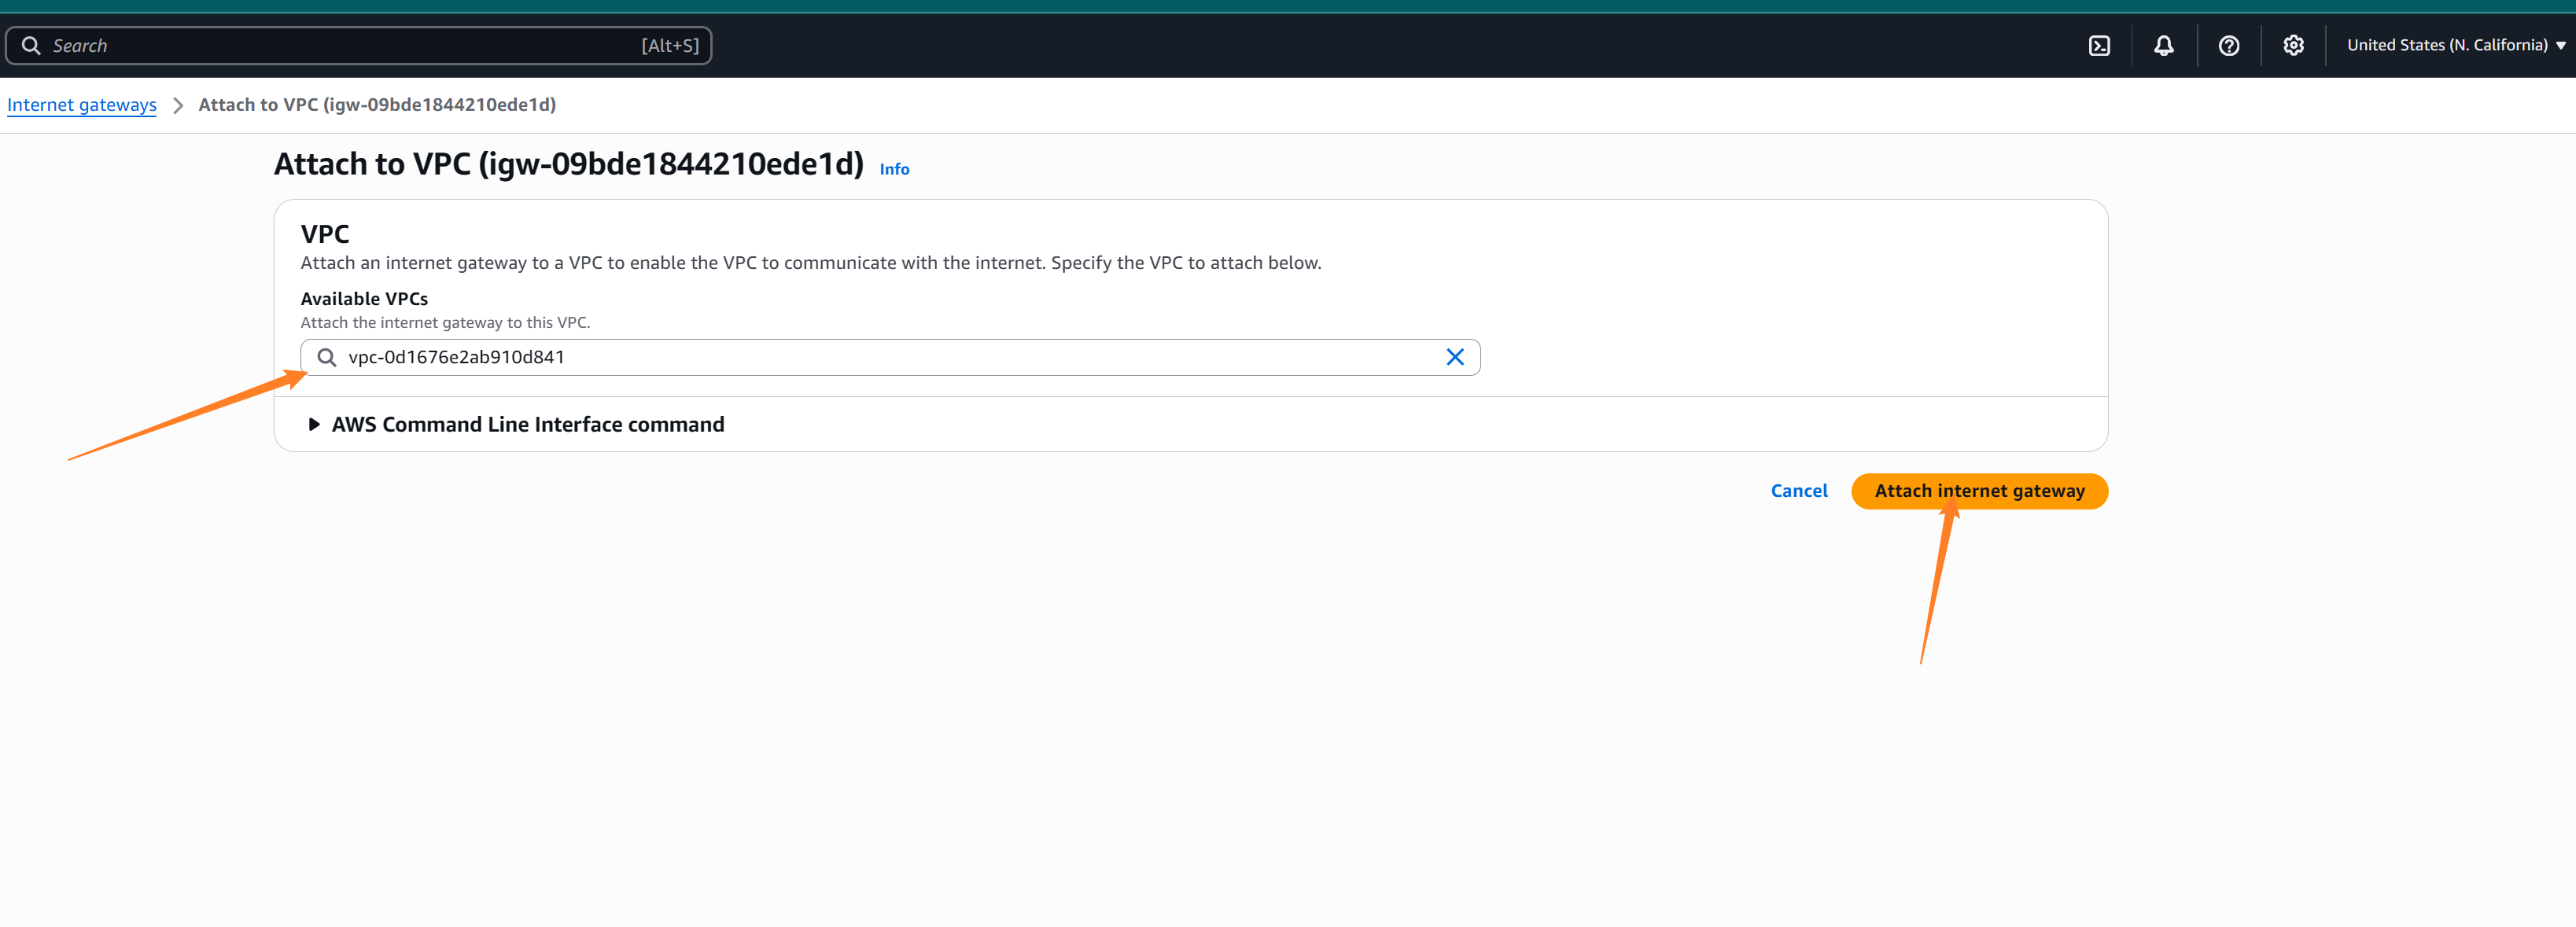 Search [Alt+S] United States (N. California)
Internet gateways Attach to VPC (igw-09bde1844210ede1d)
Attach to VPC (igw-09bde1844210ede1d) Info
VPC
Attach an internet gateway to a VPC to enable the VPC to communicate with the internet. Specify the VPC to attach below.
Available VPCs
Attach the internet gateway to this VPC.
vpc-0d1676e2ab910d841
AWS Command Line Interface command
Cancel Attach internet gateway